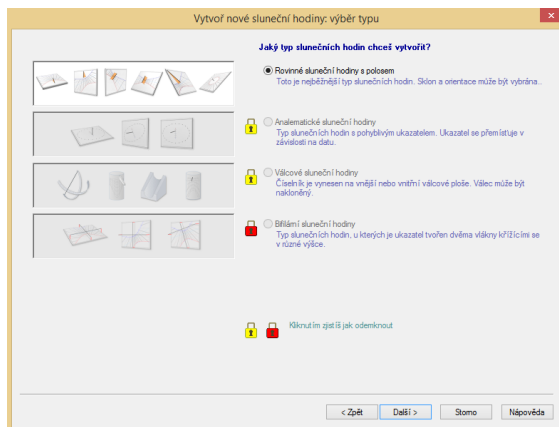 Vytvoř nové sluneční hodiny: výběr typu
Jaký typ slunečních hodin chceš vytvořit?
Rovinné sluneční hodiny s polosem
Toto je nejběžnější typ slunečních hodin. Sklon a orientace může být vybrána..
Analematické sluneční hodiny
Typ slunečních hodin s pohyblivým ukazatelem. Ukazatel se přemisťuje v
závislosti na datu.
Válcové sluneční hodiny
Číselník je vynesen na vnější nebo vnitřní válcové ploše. Válec může být
nakloněný.
Bifilární sluneční hodiny
Typ slunečních hodin, u kterých je ukazatel tvořen dvěma vlákny křížícími se
v různé výšce.
Kliknutím zjistíš jak odemknout
< Zpět
Další >
Storno
Nápověda